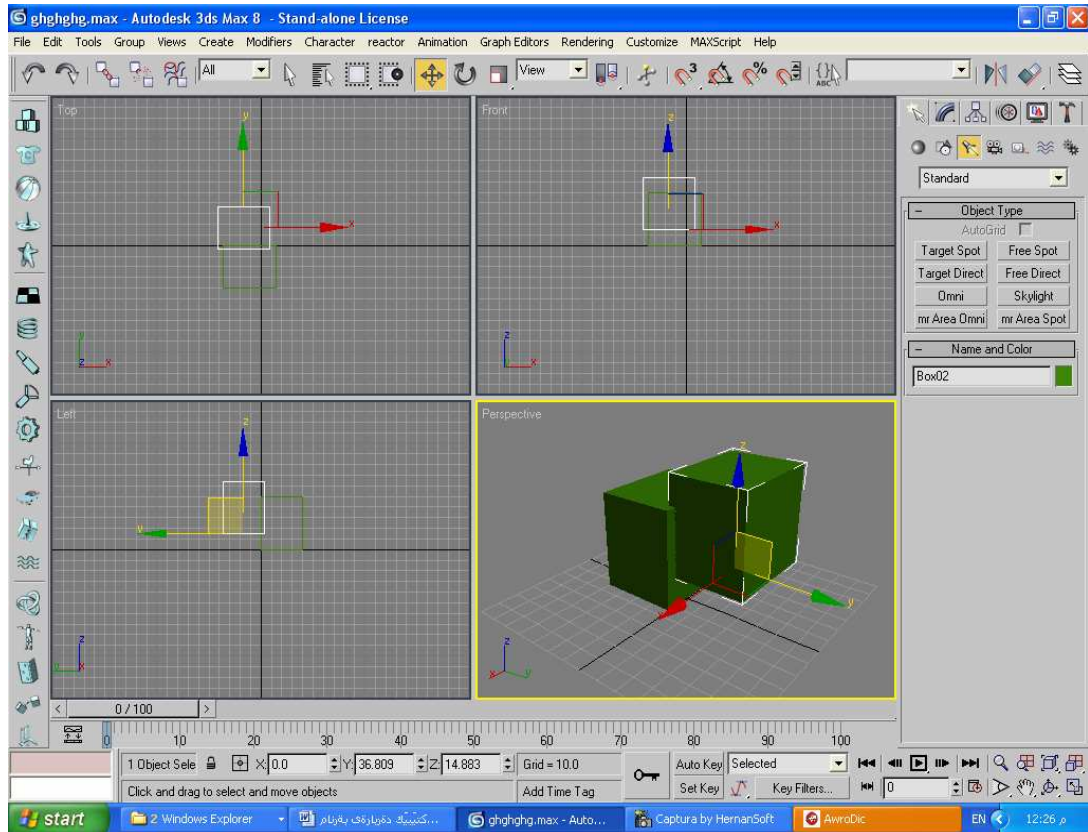 ghghghg.max - Autodesk 3ds Max 8 - Stand-alone License
File Edit Tools Group Views Create Modifiers Character reactor Animation Graph Editors Rendering Customize MAXScript Help
All View
Top
Front
Left
Perspective
y
x
z
x
y
z
x
z
x
z
y
z
y
x
z
y
x
y
Standard
Object Type
AutoGrid
Target Spot Free Spot
Target Direct Free Direct
Omni Skylight
mr Area Omni mr Area Spot
Name and Color
Box02
0 / 100
0 10 20 30 40 50 60 70 80 90 100
1 Object Sele X: 0.0 Y: 36.809 Z: 14.883 Grid = 10.0 Auto Key Selected
Click and drag to select and move objects Add Time Tag Set Key Key Filters... 0
start 2 Windows Explorer ghghghg.max - Auto... Captura by HernanSoft AwroDic EN 12:26 م